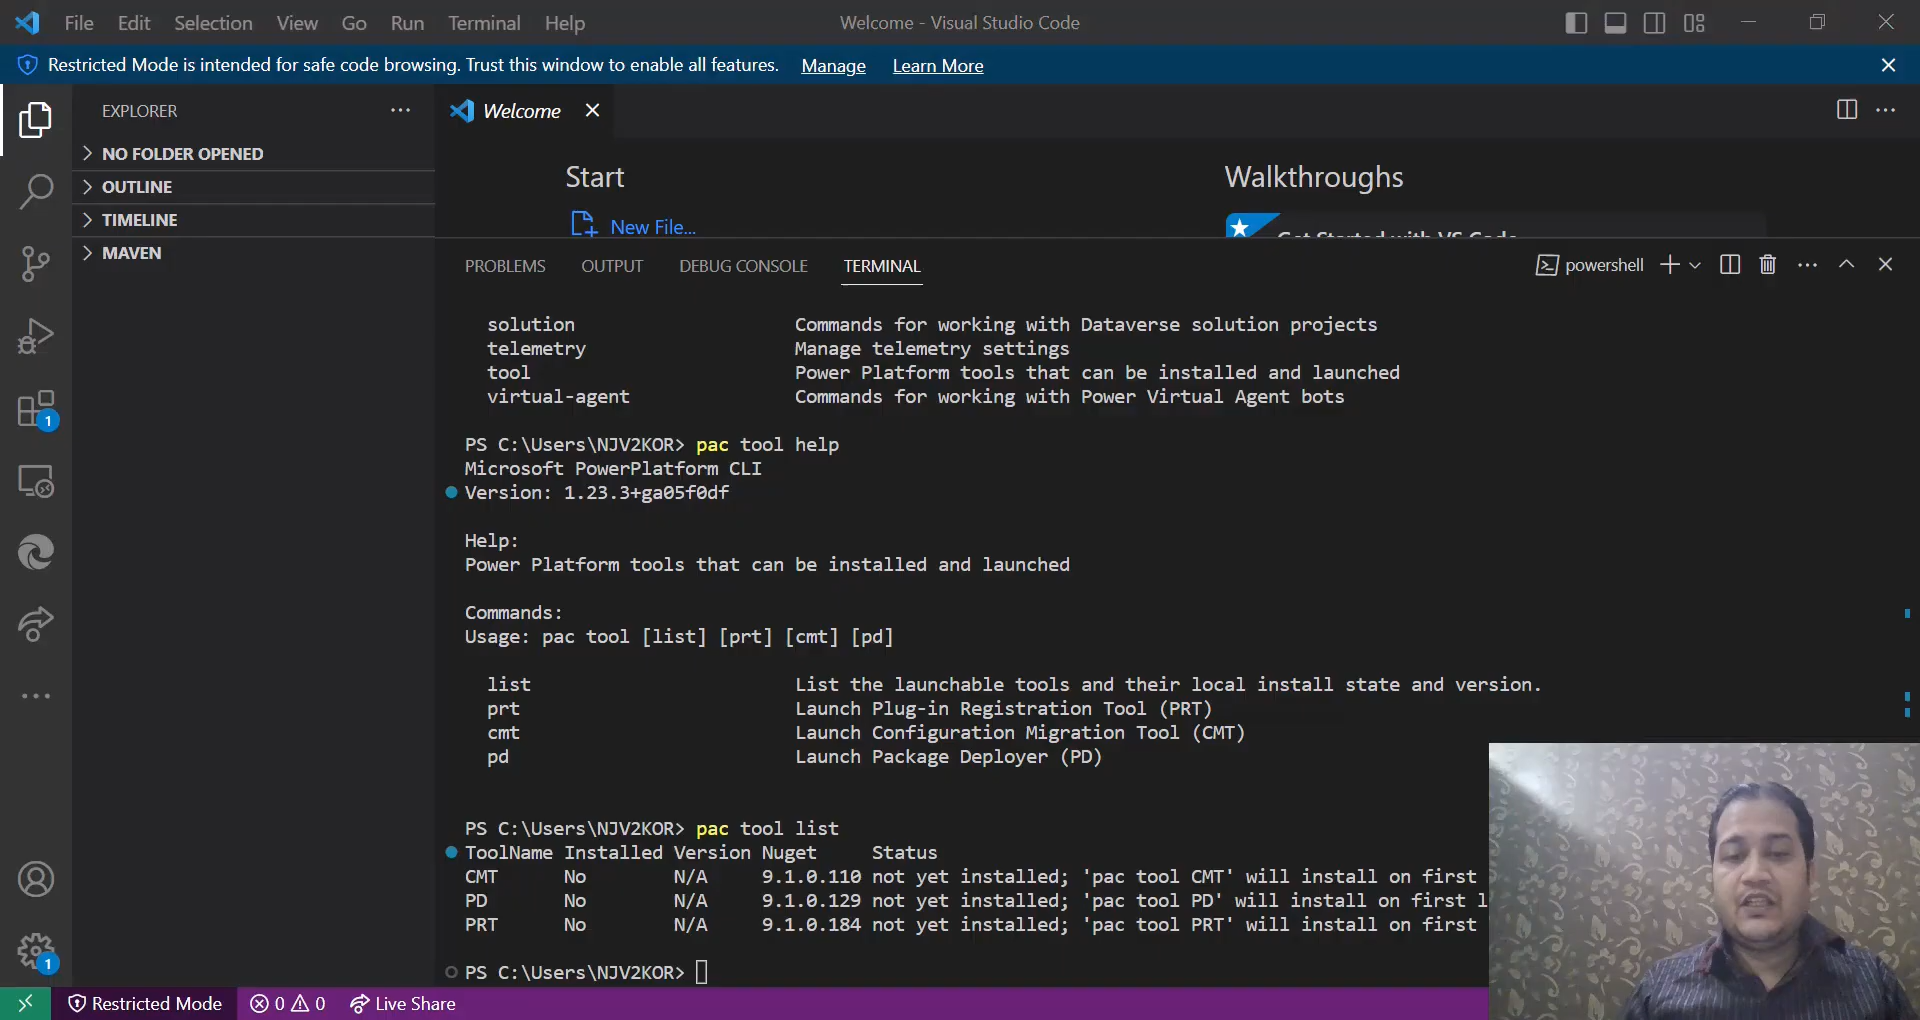 File Edit Selection View Go Run Terminal Help
Welcome - Visual Studio Code
Restricted Mode is intended for safe code browsing. Trust this window to enable all features. Manage Learn More
EXPLORER
NO FOLDER OPENED
OUTLINE
TIMELINE
MAVEN
Welcome
Start
New File...
Walkthroughs
Get Started with VS Code
PROBLEMS OUTPUT DEBUG CONSOLE TERMINAL
powershell
solution Commands for working with Dataverse solution projects
telemetry Manage telemetry settings
tool Power Platform tools that can be installed and launched
virtual-agent Commands for working with Power Virtual Agent bots
PS C:\Users\NJV2KOR> pac tool help
Microsoft PowerPlatform CLI
Version: 1.23.3+ga05f0df
Help:
Power Platform tools that can be installed and launched
Commands:
Usage: pac tool [list] [prt] [cmt] [pd]
list List the launchable tools and their local install state and version.
prt Launch Plug-in Registration Tool (PRT)
cmt Launch Configuration Migration Tool (CMT)
pd Launch Package Deployer (PD)
PS C:\Users\NJV2KOR> pac tool list
ToolName Installed Version Nuget Status
CMT No N/A 9.1.0.110 not yet installed; 'pac tool CMT' will install on first
PD No N/A 9.1.0.129 not yet installed; 'pac tool PD' will install on first l
PRT No N/A 9.1.0.184 not yet installed; 'pac tool PRT' will install on first
PS C:\Users\NJV2KOR>
1
1
Restricted Mode 0 0 Live Share